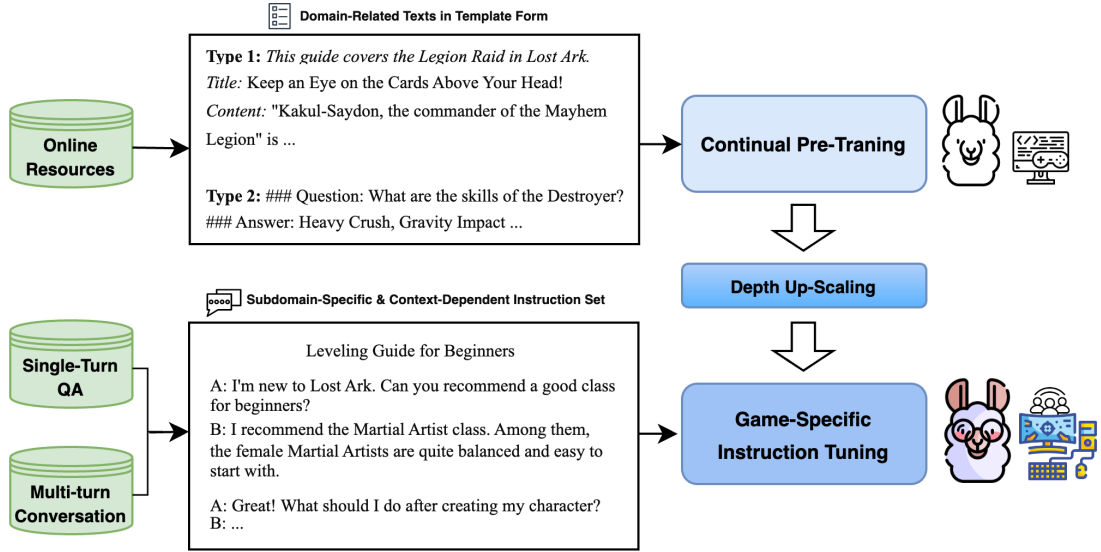 Domain-Related Texts in Template Form
Type 1: This guide covers the Legion Raid in Lost Ark.
Title: Keep an Eye on the Cards Above Your Head!
Content: "Kakul-Saydon, the commander of the Mayhem
Legion" is ...
Type 2: ### Question: What are the skills of the Destroyer?
### Answer: Heavy Crush, Gravity Impact ...
Online
Resources
Continual Pre-Traning
Depth Up-Scaling
Subdomain-Specific & Context-Dependent Instruction Set
Single-Turn
QA
Multi-turn
Conversation
Leveling Guide for Beginners
A: I'm new to Lost Ark. Can you recommend a good class
for beginners?
B: I recommend the Martial Artist class. Among them,
the female Martial Artists are quite balanced and easy to
start with.
A: Great! What should I do after creating my character?
B: ...
Game-Specific
Instruction Tuning